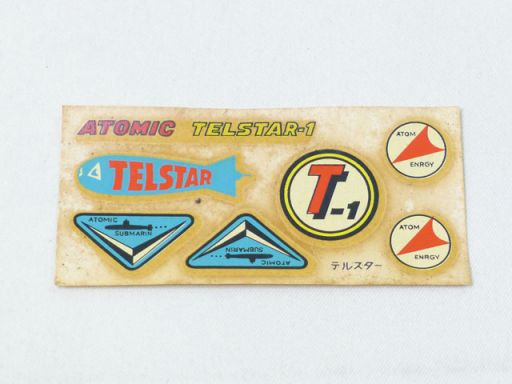 ATOMIC TELSTAR-1
TELSTAR
T-1
ATOM
ENRGY
ATOMIC
SUBMARIN
ATOMIC
SUBMARIN
ATOM
ENRGY
テルスター